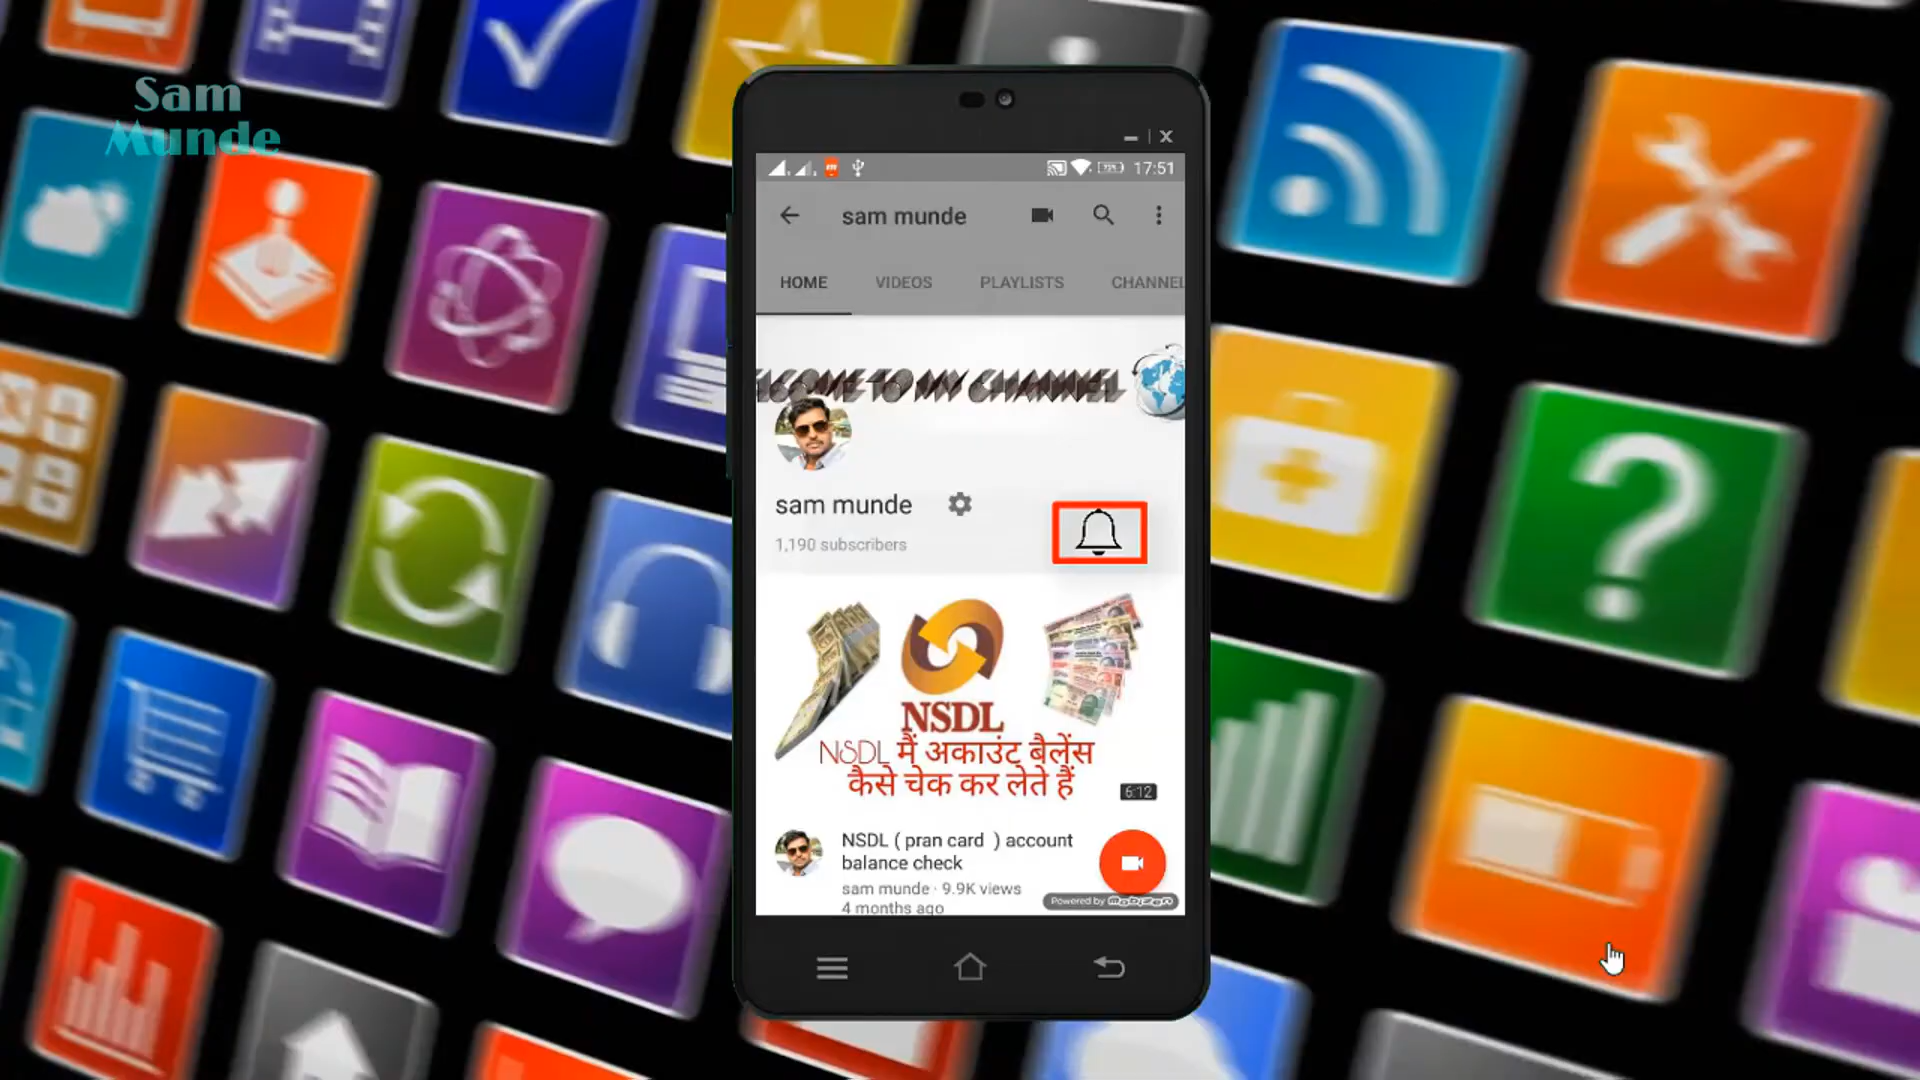 Sam
Munde
17:51
sam munde
HOME VIDEOS PLAYLISTS CHANNEL
COME TO MY CHANNEL
sam munde
1,190 subscribers
NSDL
NSDL मैं अकाउंट बैलेंस
कैसे चेक कर लेते हैं
6:12
NSDL ( pran card ) account
balance check
sam munde · 9.9K views
4 months ago
Powered by Mobizen